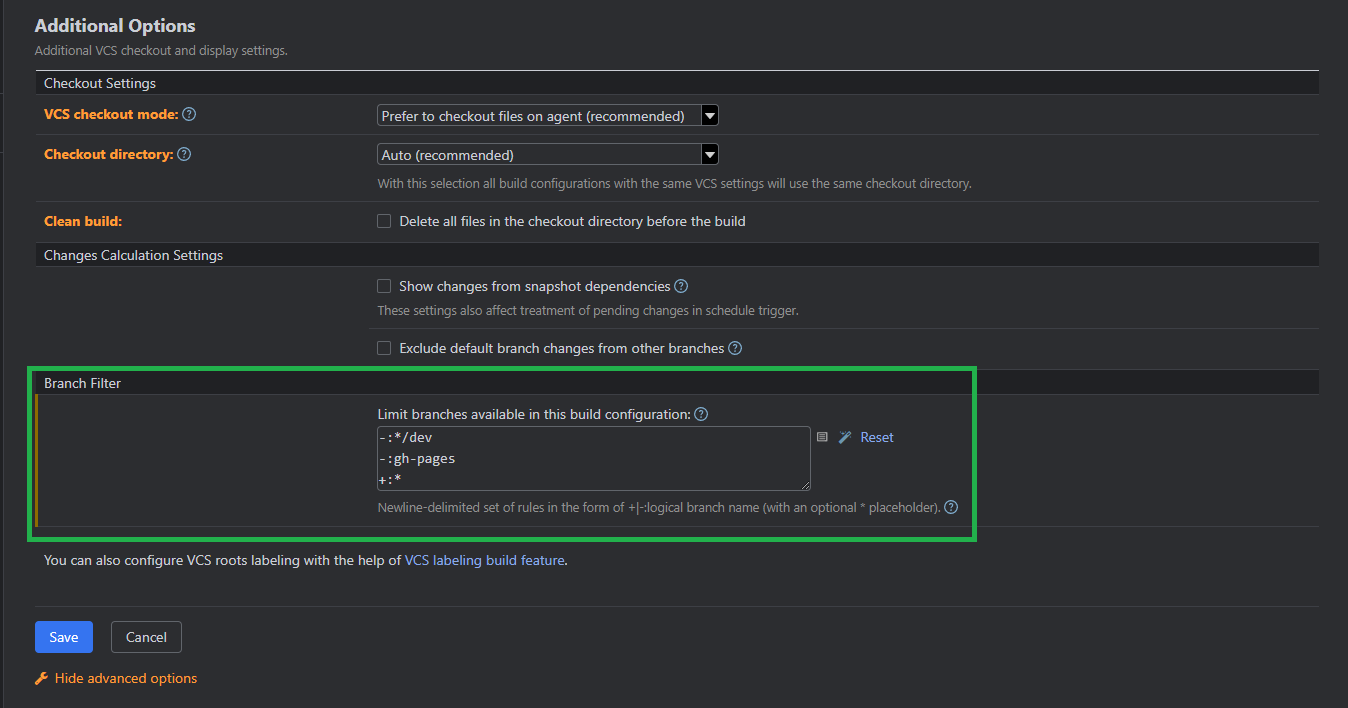 Additional Options
Additional VCS checkout and display settings.
Checkout Settings
VCS checkout mode: Prefer to checkout files on agent (recommended)
Checkout directory: Auto (recommended)
With this selection all build configurations with the same VCS settings will use the same checkout directory.
Clean build: Delete all files in the checkout directory before the build
Changes Calculation Settings
Show changes from snapshot dependencies
These settings also affect treatment of pending changes in schedule trigger.
Exclude default branch changes from other branches
Branch Filter
Limit branches available in this build configuration:
-:*/dev
-:gh-pages
+:*
Reset
Newline-delimited set of rules in the form of +|-:logical branch name (with an optional * placeholder).
You can also configure VCS roots labeling with the help of VCS labeling build feature.
Save Cancel
Hide advanced options